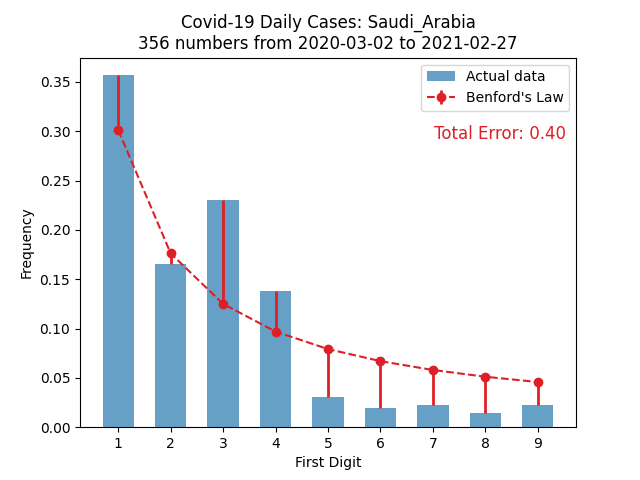 Covid-19 Daily Cases: Saudi_Arabia
356 numbers from 2020-03-02 to 2021-02-27
Actual data
Benford's Law
Total Error: 0.40
Frequency
0.35
0.30
0.25
0.20
0.15
0.10
0.05
0.00
1 2 3 4 5 6 7 8 9
First Digit